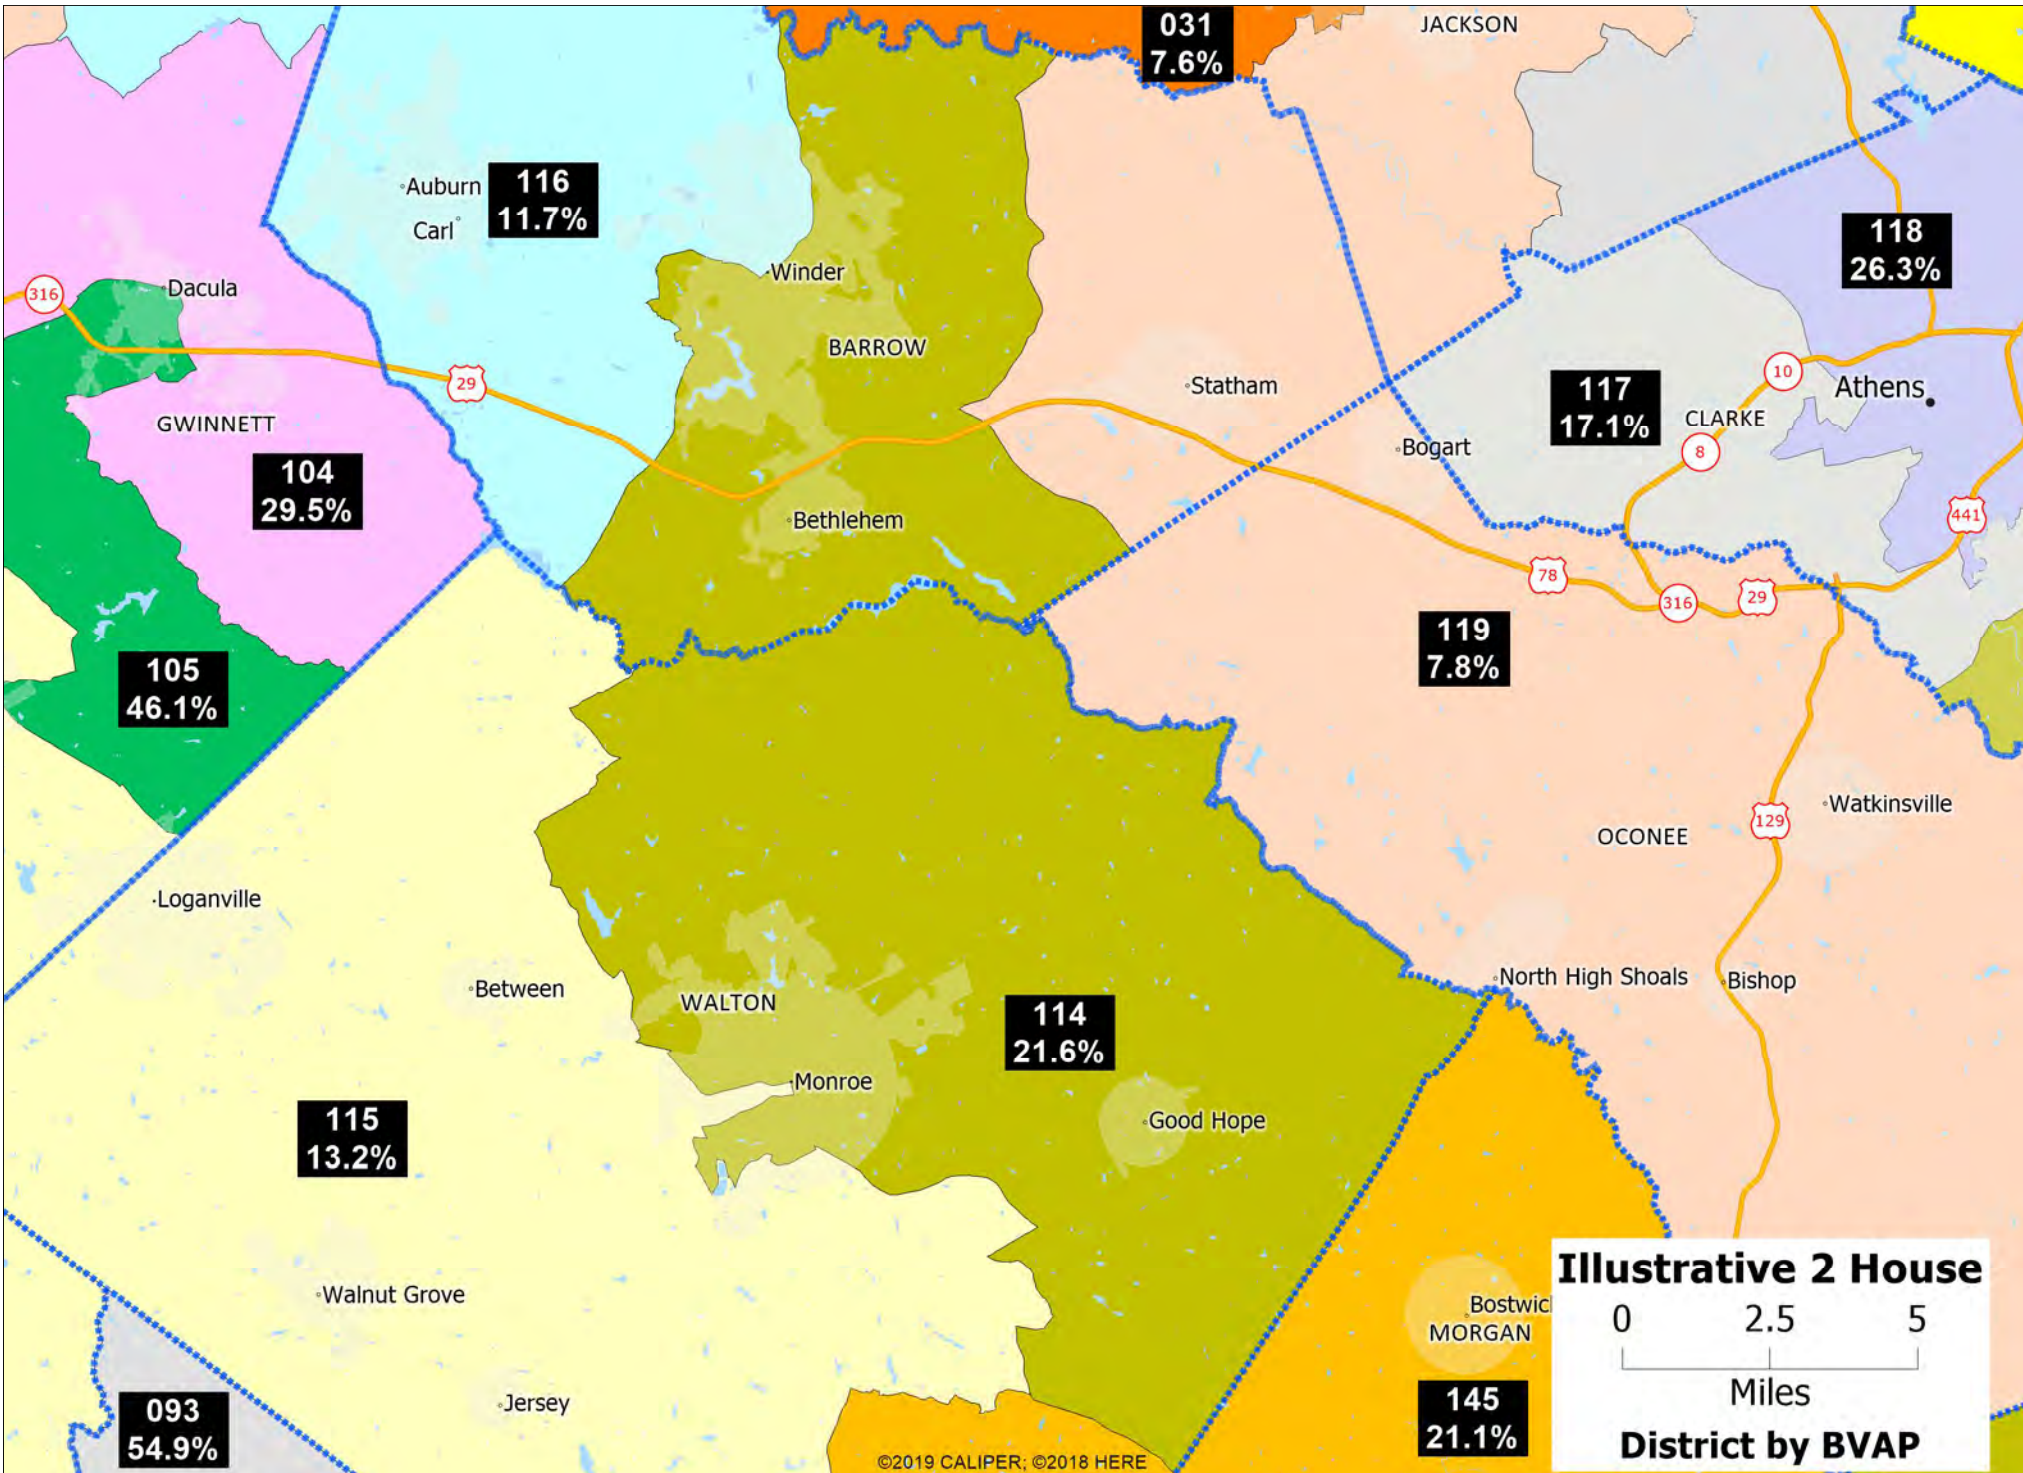 031
7.6%
JACKSON
Auburn
116
11.7%
Carl
118
26.3%
Winder
316
Dacula
BARROW
29
Statham
10
117
17.1%
Athens
CLARKE
GWINNETT
Bogart
8
104
29.5%
Bethlehem
441
78
316
29
119
7.8%
105
46.1%
Watkinsville
129
OCONEE
Loganville
Between
North High Shoals
Bishop
WALTON
114
21.6%
Monroe
115
13.2%
Good Hope
Walnut Grove
Bostwic
MORGAN
Jersey
093
54.9%
145
21.1%
Illustrative 2 House
0 2.5 5
Miles
District by BVAP
©2019 CALIPER; ©2018 HERE